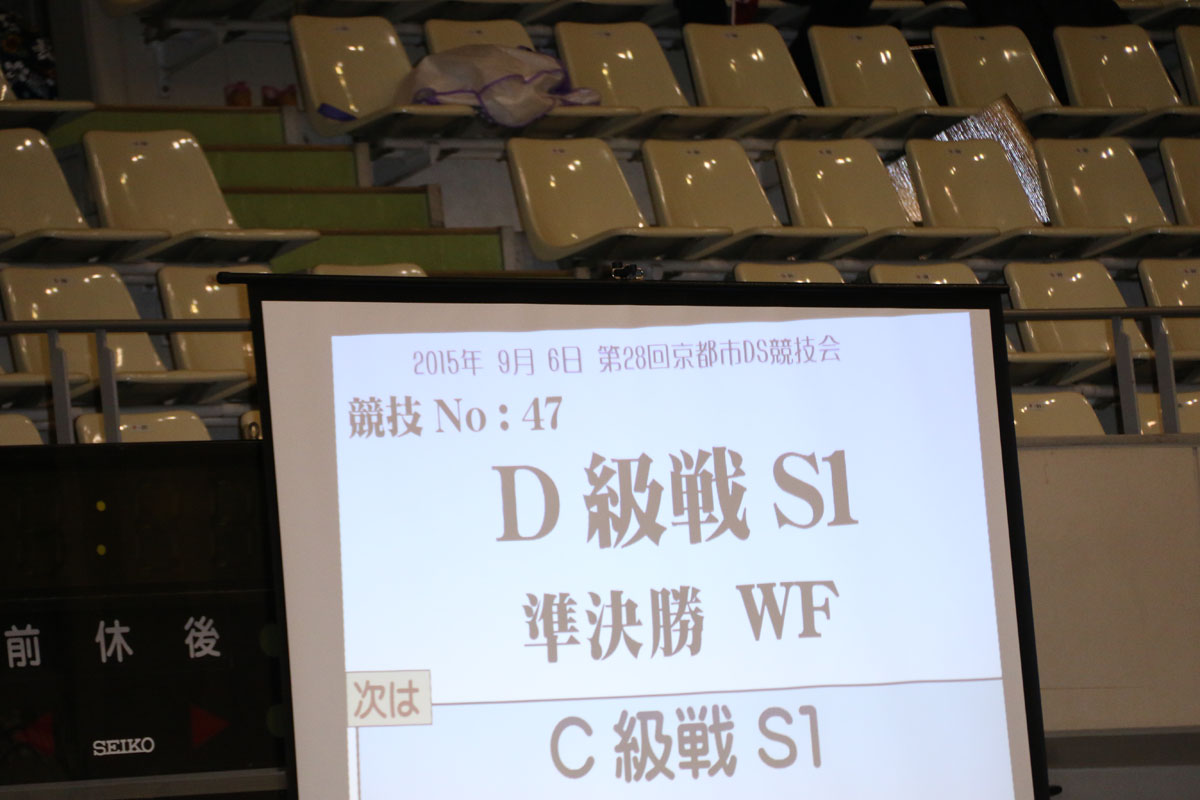 2015年 9月 6日 第28回京都市DS競技会
競技 No : 47
D 級戦 S1
準決勝 WF
次は
C 級戦 S1
前 休 後
SEIKO